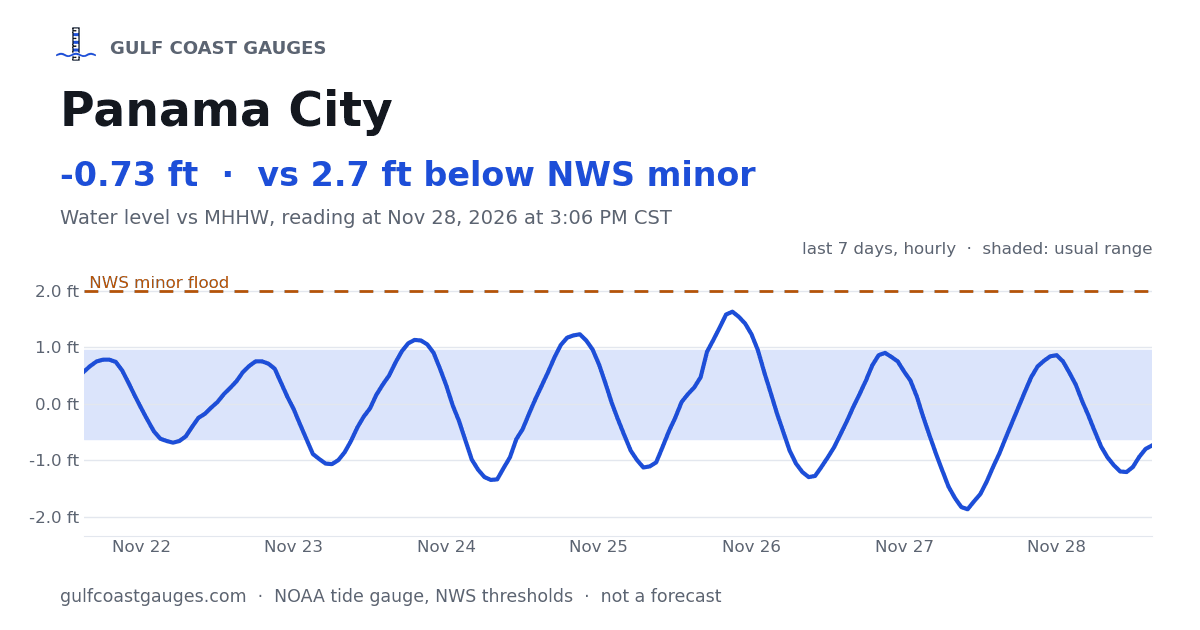 GULF COAST GAUGES
Panama City
-0.73 ft · vs 2.7 ft below NWS minor
Water level vs MHHW, reading at Nov 28, 2026 at 3:06 PM CST
last 7 days, hourly · shaded: usual range
NWS minor flood
2.0 ft
1.0 ft
0.0 ft
-1.0 ft
-2.0 ft
Nov 22 Nov 23 Nov 24 Nov 25 Nov 26 Nov 27 Nov 28
gulfcoastgauges.com · NOAA tide gauge, NWS thresholds · not a forecast